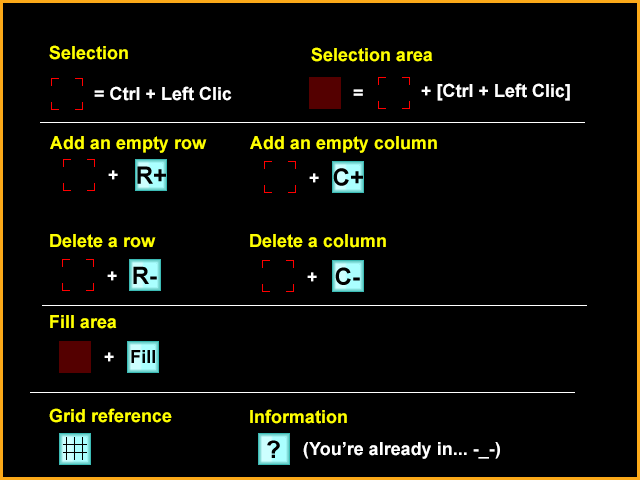 Selection
Selection area
= Ctrl + Left Clic
= + [Ctrl + Left Clic]
Add an empty row
Add an empty column
+ R+
+ C+
Delete a row
Delete a column
+ R-
+ C-
Fill area
+ Fill
Grid reference
Information
? (You're already in... -_-)